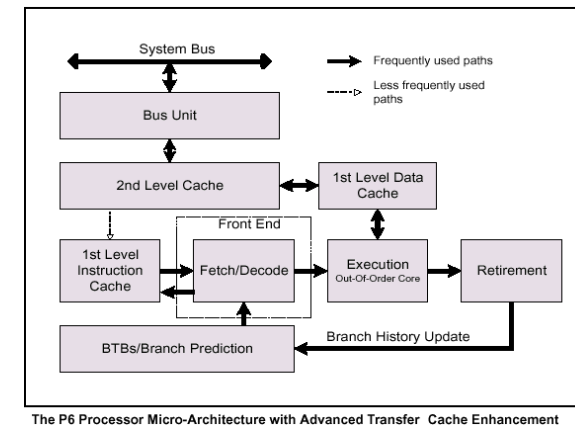 System Bus
Frequently used paths
Less frequently used
paths
Bus Unit
2nd Level Cache
1st Level Data
Cache
Front End
1st Level
Instruction
Cache
Fetch/Decode
Execution
Out-Of-Order Core
Retirement
BTBs/Branch Prediction
Branch History Update
The P6 Processor Micro-Architecture with Advanced Transfer Cache Enhancement